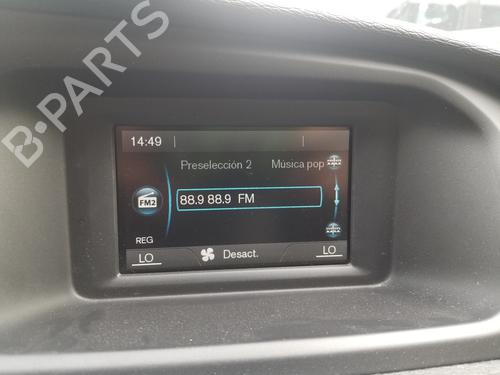 B-PARTS
14:49
Preselección 2 Música pop
FM2
88.9 88.9 FM
REG
LO Desact. LO